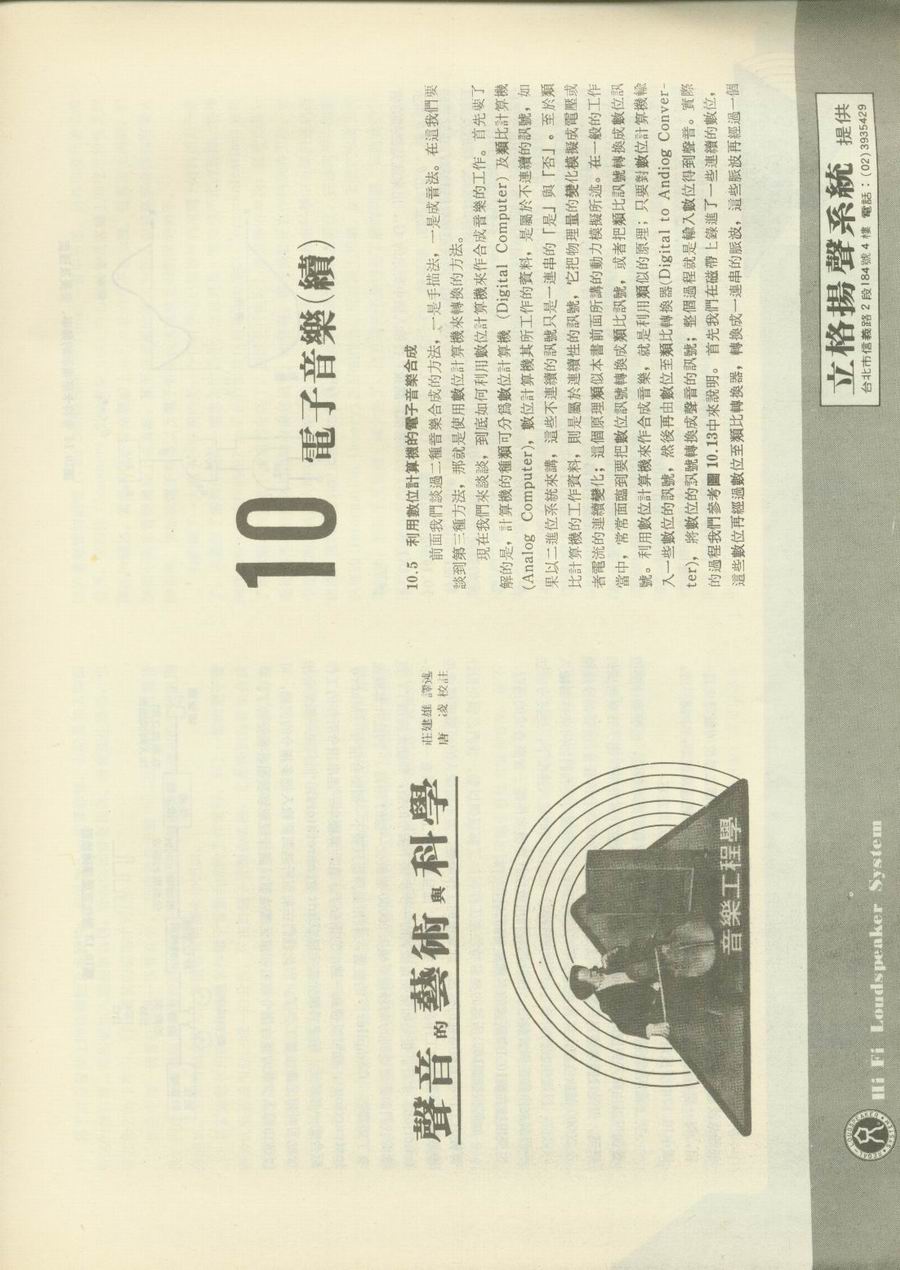 聲音的藝術與科學
莊建雄 譯述
唐 凌 校註
音樂工程學
10 電子音樂(續)
10.5 利用數位計算機的電子音樂合成
前面我們談過二種音樂合成的方法，一是手描法，一是成音法。在這我們要
談到第三種方法，那就是使用數位計算機來轉換的方法。
現在我們來談談，到底如何利用數位計算機來作合成音樂的工作。首先要了
解的是，計算機的種類可分為數位計算機 (Digital Computer) 及類比計算機
(Analog Computer)，數位計算機其所工作的資料，是屬於不連續的訊號，如
果以二進位系統來講，這些不連續的訊號只是一連串的「是」與「否」。至於類
比計算機的工作資料，則是屬於連續性的訊號，它把物理量的變化模擬成電壓或
者電流的連續變化；這個原理類似本書前面所講的動力模擬所述。在一般的工作
當中，常常面臨到要把數位訊號轉換成類比訊號，或者把類比訊號轉換成數位訊
號。利用數位計算機來作合成音樂，就是利用類似的原理；只要對數位計算機輸
入一些數位的訊號，然後再由數位至類比轉換器(Digital to Andiog Conver-
ter)，將數位的訊號轉換成聲音的訊號；整個過程就是輸入數位得到聲音。實際
的過程我們參考圖10.13中來說明。首先我們在磁帶上錄進了一些連續的數位，
這些數位再經過數位至類比轉換器，轉換成一連串的脈波，這些脈波再經過一個
Hi Fi Loudspeaker System
立格揚聲系統 提供
台北市信義路2段184號4樓 電話：(02)3935429